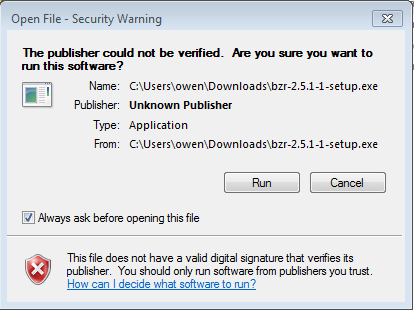 Open File - Security Warning
The publisher could not be verified.  Are you sure you want to
run this software?
Name: C:\Users\owen\Downloads\bzr-2.5.1-1-setup.exe
Publisher: Unknown Publisher
Type: Application
From: C:\Users\owen\Downloads\bzr-2.5.1-1-setup.exe
Run Cancel
Always ask before opening this file
This file does not have a valid digital signature that verifies its
publisher.  You should only run software from publishers you trust.
How can I decide what software to run?